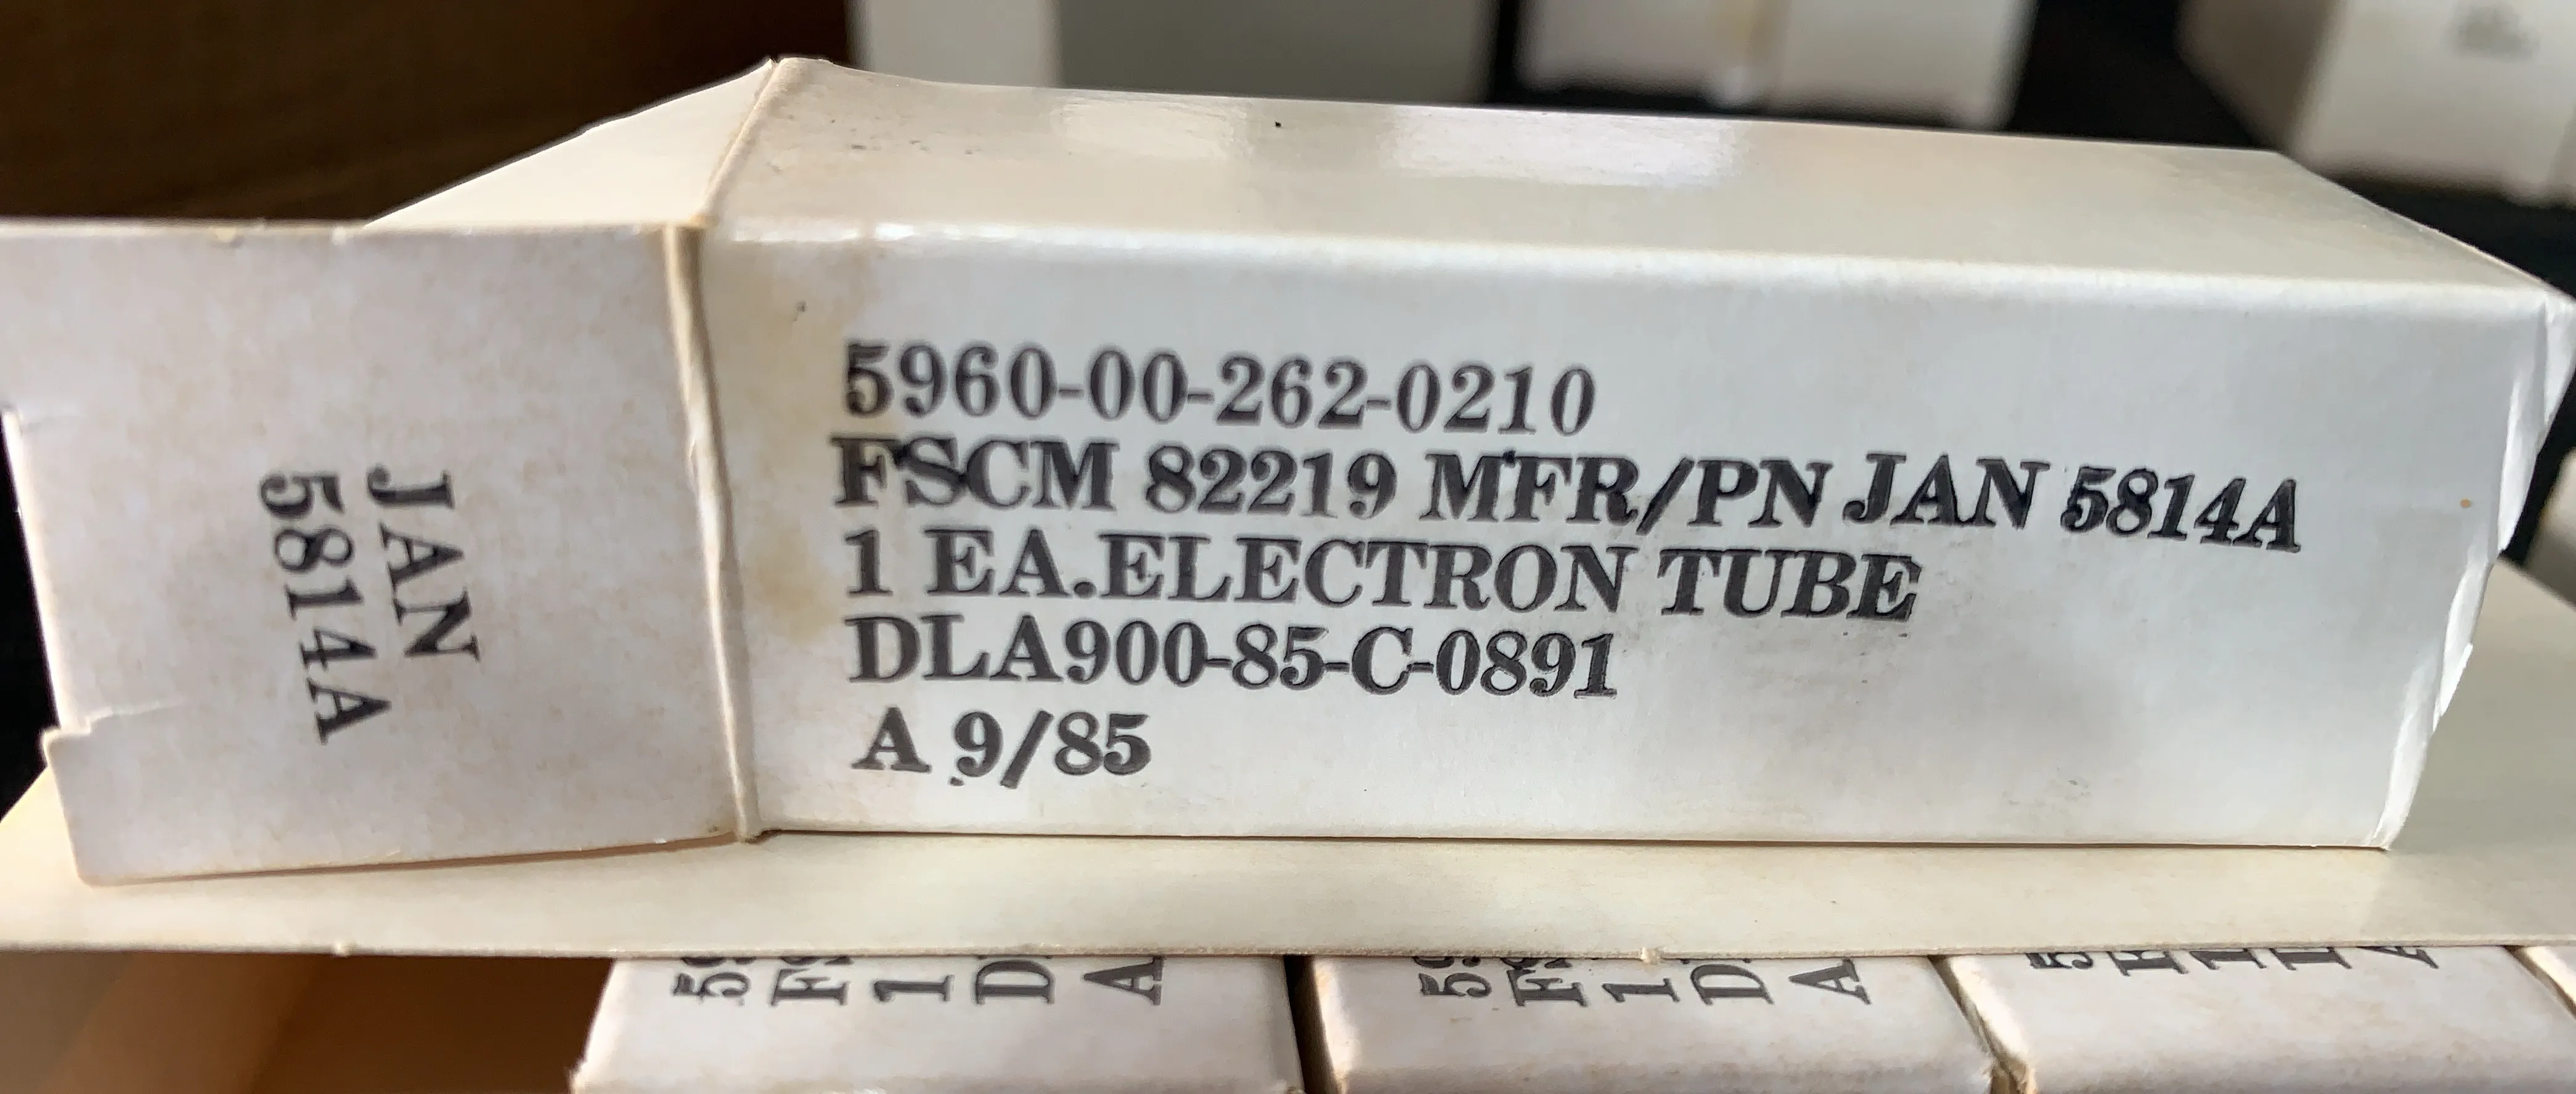 JAN
5814A
5960-00-262-0210
FSCM 82219 MFR/PN JAN 5814A
1 EA.ELECTRON TUBE
DLA900-85-C-0891
A 9/85